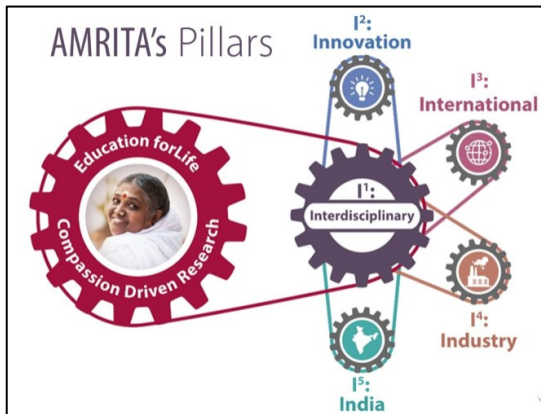 AMRITA's Pillars
Education forLife
Compassion Driven Research
I¹:
Interdisciplinary
I²:
Innovation
I³:
International
I⁴:
Industry
I⁵:
India